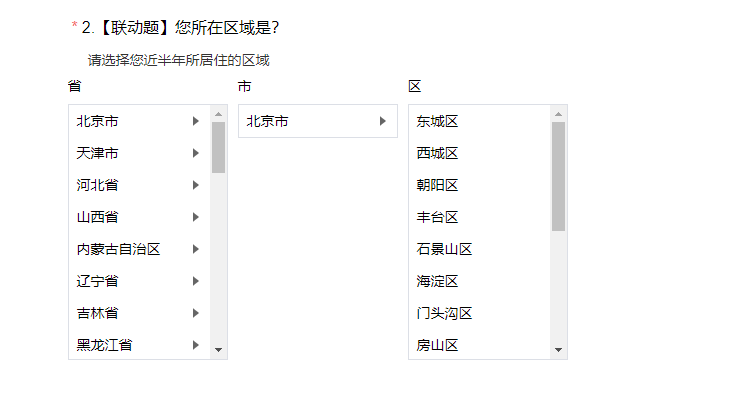 * 2.【联动题】您所在区域是？
请选择您近半年所居住的区域
省
北京市
天津市
河北省
山西省
内蒙古自治区
辽宁省
吉林省
黑龙江省
市
北京市
区
东城区
西城区
朝阳区
丰台区
石景山区
海淀区
门头沟区
房山区